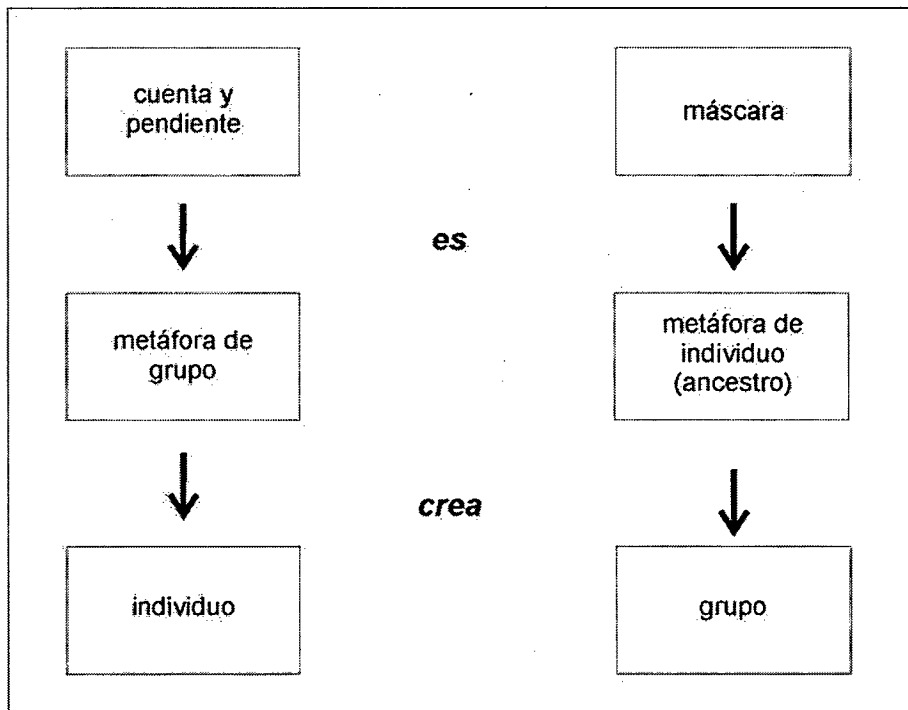 cuenta y
pendiente
máscara
es
metáfora de
grupo
metáfora de
individuo
(ancestro)
crea
individuo
grupo